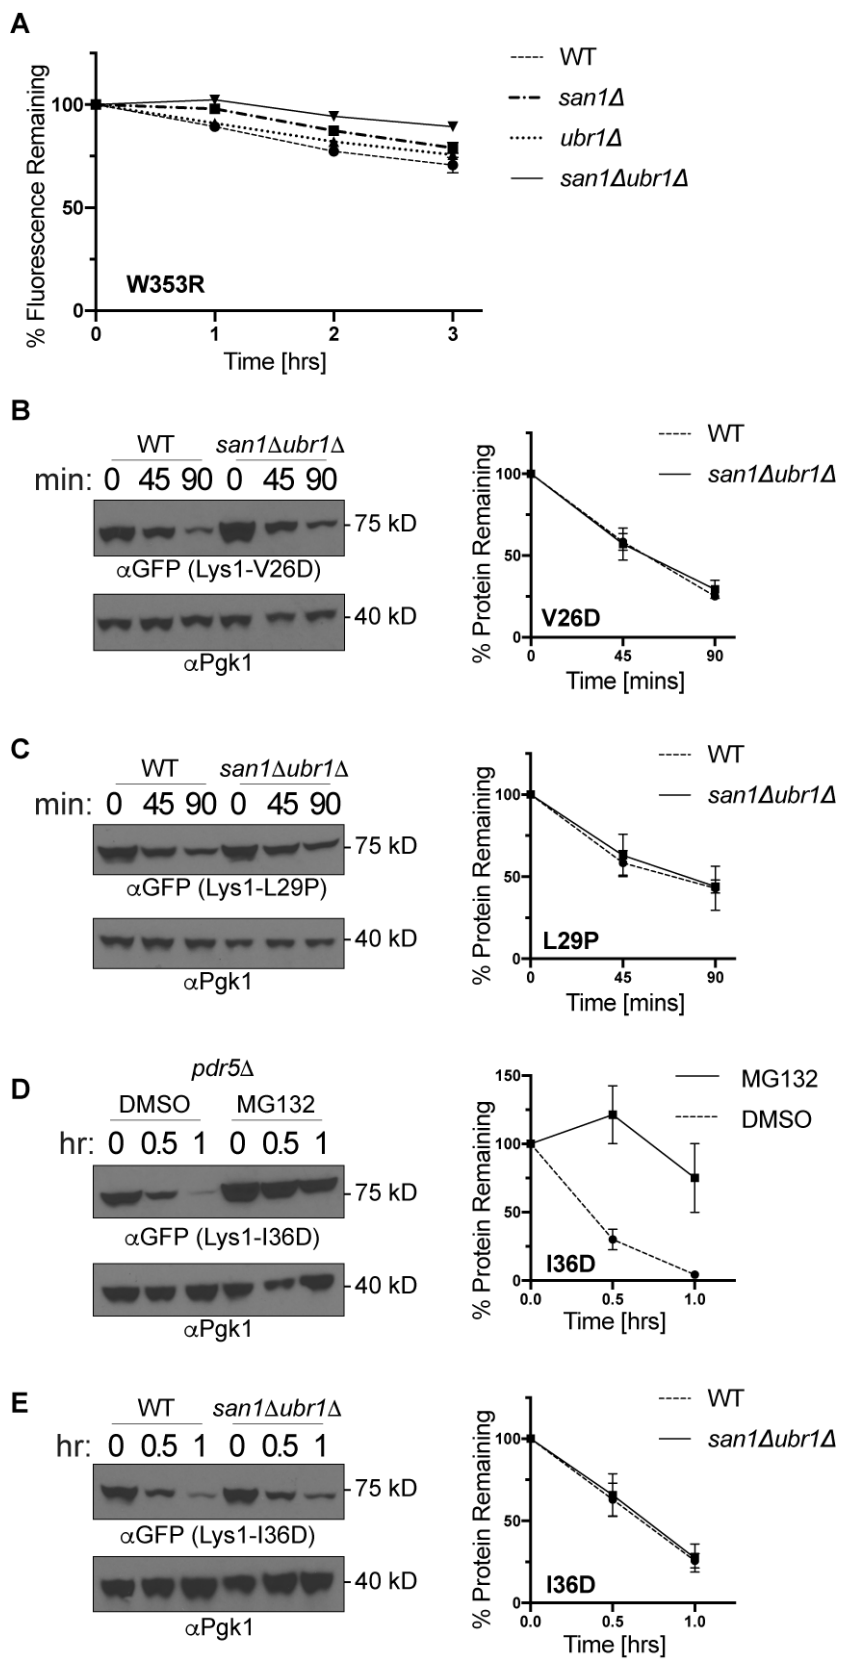 A
% Fluorescence Remaining
100
50
0
0 1 2 3
Time [hrs]
W353R
WT
san1Δ
ubr1Δ
san1Δubr1Δ
B
WT san1Δubr1Δ
min: 0 45 90 0 45 90
75 kD
αGFP (Lys1-V26D)
40 kD
αPgk1
% Protein Remaining
100
50
0
0 45 90
Time [mins]
V26D
WT
san1Δubr1Δ
C
WT san1Δubr1Δ
min: 0 45 90 0 45 90
75 kD
αGFP (Lys1-L29P)
40 kD
αPgk1
% Protein Remaining
100
50
0
0 45 90
Time [mins]
L29P
WT
san1Δubr1Δ
D
pdr5Δ
DMSO MG132
hr: 0 0.5 1 0 0.5 1
75 kD
αGFP (Lys1-I36D)
40 kD
αPgk1
% Protein Remaining
150
100
50
0
0.0 0.5 1.0
Time [hrs]
I36D
MG132
DMSO
E
WT san1Δubr1Δ
hr: 0 0.5 1 0 0.5 1
75 kD
αGFP (Lys1-I36D)
40 kD
αPgk1
% Protein Remaining
100
50
0
0.0 0.5 1.0
Time [hrs]
I36D
WT
san1Δubr1Δ